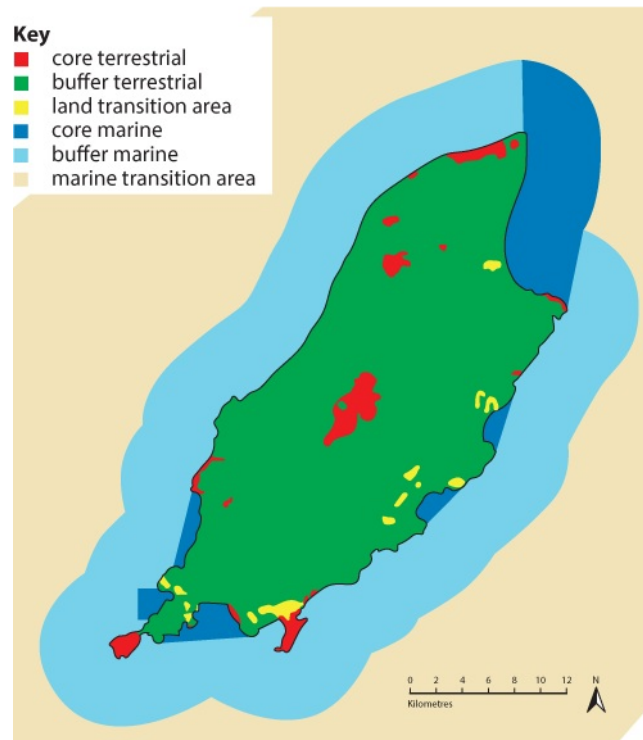 Key
core terrestrial
buffer terrestrial
land transition area
core marine
buffer marine
marine transition area
0 2 4 6 8 10 12
Kilometres
N